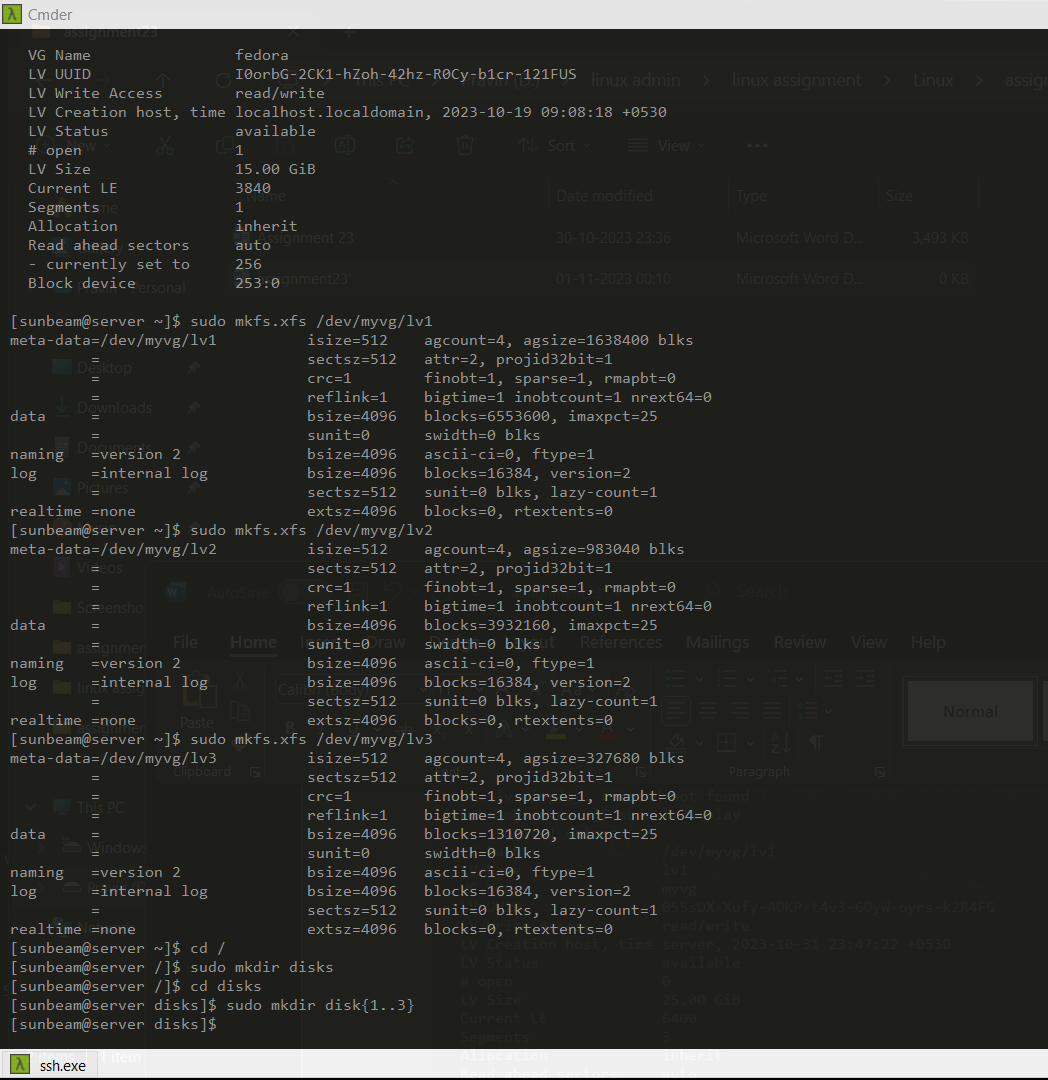 Cmder
VG Name                fedora
LV UUID                I0orbG-2CK1-hZoh-42hz-R0Cy-b1cr-121FUS
LV Write Access        read/write
LV Creation host, time localhost.localdomain, 2023-10-19 09:08:18 +0530
LV Status              available
# open                 1
LV Size                15.00 GiB
Current LE             3840
Segments               1
Allocation             inherit
Read ahead sectors     auto
- currently set to     256
Block device           253:0
[sunbeam@server ~]$ sudo mkfs.xfs /dev/myvg/lv1
meta-data=/dev/myvg/lv1          isize=512    agcount=4, agsize=1638400 blks
         =                       sectsz=512   attr=2, projid32bit=1
         =                       crc=1        finobt=1, sparse=1, rmapbt=0
         =                       reflink=1    bigtime=1 inobtcount=1 nrext64=0
data     =                       bsize=4096   blocks=6553600, imaxpct=25
         =                       sunit=0      swidth=0 blks
naming   =version 2              bsize=4096   ascii-ci=0, ftype=1
log      =internal log           bsize=4096   blocks=16384, version=2
         =                       sectsz=512   sunit=0 blks, lazy-count=1
realtime =none                   extsz=4096   blocks=0, rtextents=0
[sunbeam@server ~]$ sudo mkfs.xfs /dev/myvg/lv2
meta-data=/dev/myvg/lv2          isize=512    agcount=4, agsize=983040 blks
         =                       sectsz=512   attr=2, projid32bit=1
         =                       crc=1        finobt=1, sparse=1, rmapbt=0
         =                       reflink=1    bigtime=1 inobtcount=1 nrext64=0
data     =                       bsize=4096   blocks=3932160, imaxpct=25
         =                       sunit=0      swidth=0 blks
naming   =version 2              bsize=4096   ascii-ci=0, ftype=1
log      =internal log           bsize=4096   blocks=16384, version=2
         =                       sectsz=512   sunit=0 blks, lazy-count=1
realtime =none                   extsz=4096   blocks=0, rtextents=0
[sunbeam@server ~]$ sudo mkfs.xfs /dev/myvg/lv3
meta-data=/dev/myvg/lv3          isize=512    agcount=4, agsize=327680 blks
         =                       sectsz=512   attr=2, projid32bit=1
         =                       crc=1        finobt=1, sparse=1, rmapbt=0
         =                       reflink=1    bigtime=1 inobtcount=1 nrext64=0
data     =                       bsize=4096   blocks=1310720, imaxpct=25
         =                       sunit=0      swidth=0 blks
naming   =version 2              bsize=4096   ascii-ci=0, ftype=1
log      =internal log           bsize=4096   blocks=16384, version=2
         =                       sectsz=512   sunit=0 blks, lazy-count=1
realtime =none                   extsz=4096   blocks=0, rtextents=0
[sunbeam@server ~]$ cd /
[sunbeam@server /]$ sudo mkdir disks
[sunbeam@server /]$ cd disks
[sunbeam@server disks]$ sudo mkdir disk{1..3}
[sunbeam@server disks]$
ssh.exe